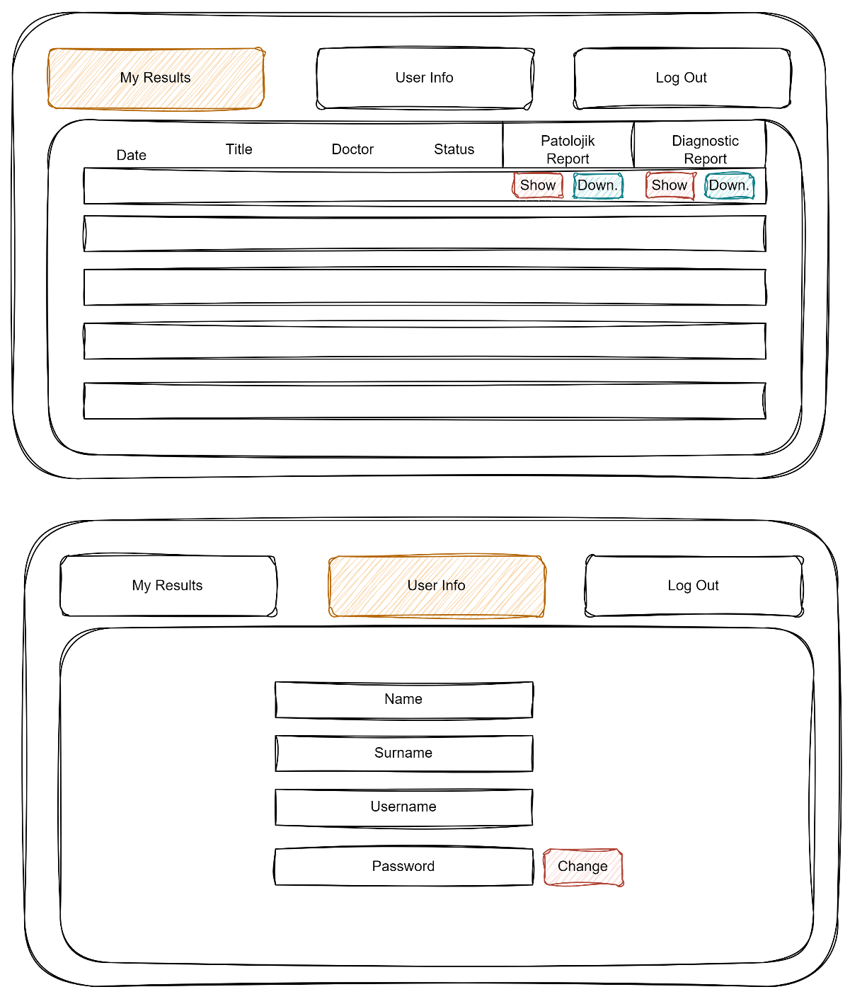 My Results
User Info
Log Out
Date
Title
Doctor
Status
Patolojik
Report
Diagnostic
Report
Show
Down.
Show
Down.
My Results
User Info
Log Out
Name
Surname
Username
Password
Change